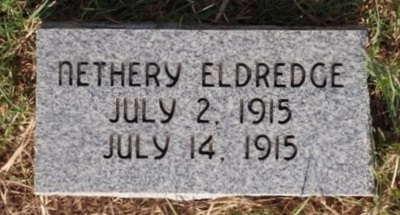 NETHERY ELDREDGE
JULY 2, 1915
JULY 14, 1915